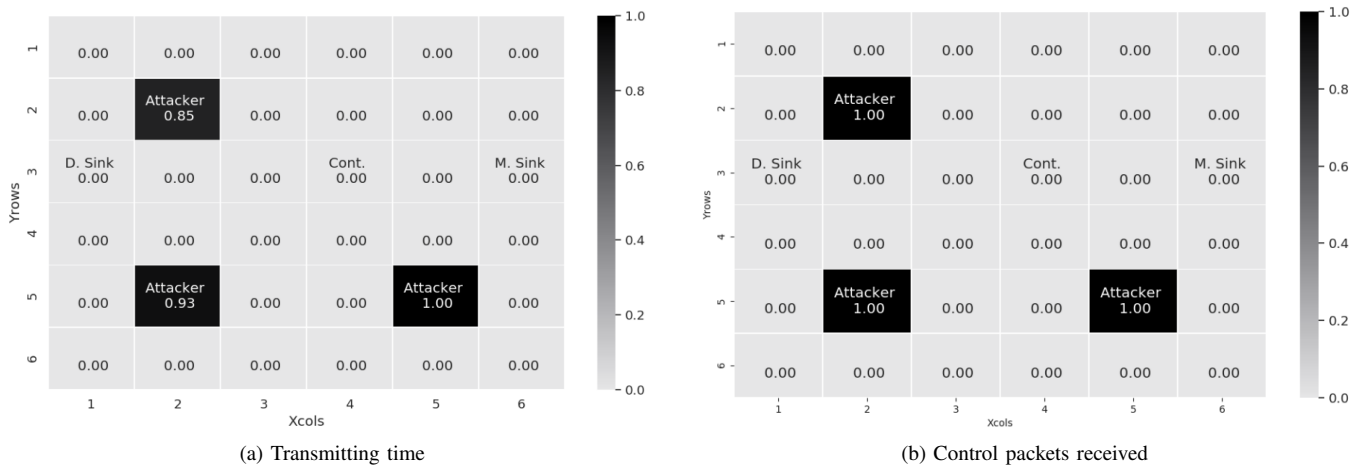 1 0.00 0.00 0.00 0.00 0.00 0.00
Attacker
2 0.00 0.85 0.00 0.00 0.00 0.00
D. Sink Cont. M. Sink
3 0.00 0.00 0.00 0.00 0.00 0.00
4 0.00 0.00 0.00 0.00 0.00 0.00
Attacker Attacker
5 0.00 0.93 0.00 0.00 1.00 0.00
6 0.00 0.00 0.00 0.00 0.00 0.00
1 2 3 4 5 6
Xcols
Yrows
1.0
0.8
0.6
0.4
0.2
0.0
(a) Transmitting time
1 0.00 0.00 0.00 0.00 0.00 0.00
Attacker
2 0.00 1.00 0.00 0.00 0.00 0.00
D. Sink Cont. M. Sink
3 0.00 0.00 0.00 0.00 0.00 0.00
4 0.00 0.00 0.00 0.00 0.00 0.00
Attacker Attacker
5 0.00 1.00 0.00 0.00 1.00 0.00
6 0.00 0.00 0.00 0.00 0.00 0.00
1 2 3 4 5 6
Xcols
Yrows
1.0
0.8
0.6
0.4
0.2
0.0
(b) Control packets received